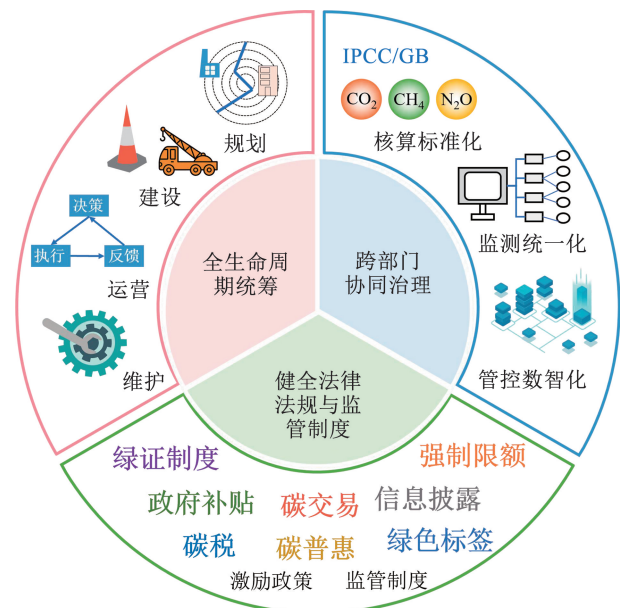 规划
建设
决策
执行
反馈
运营
维护
全生命周
期统筹
IPCC/GB
CO₂
CH₄
N₂O
核算标准化
监测统一化
管控数智化
跨部门
协同治理
健全法律
法规与监
管制度
绿证制度
强制限额
政府补贴
碳交易
信息披露
碳税
碳普惠
绿色标签
激励政策
监管制度